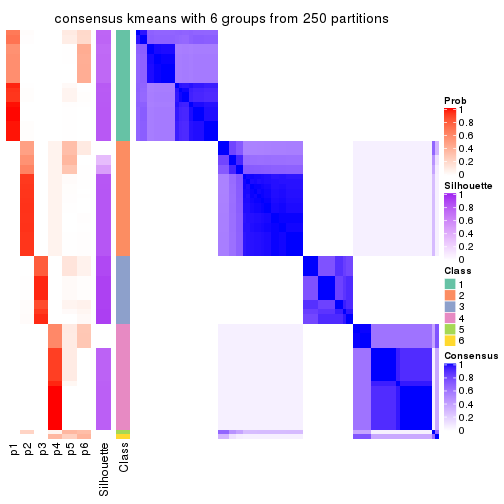 consensus kmeans with 6 groups from 250 partitions
Prob
1
0.8
0.6
0.4
0.2
0
Silhouette
1
0.8
0.6
0.4
0.2
0
Class
1
2
3
4
5
6
Consensus
1
0.8
0.6
0.4
0.2
0
p1
p2
p3
p4
p5
p6
Silhouette
Class